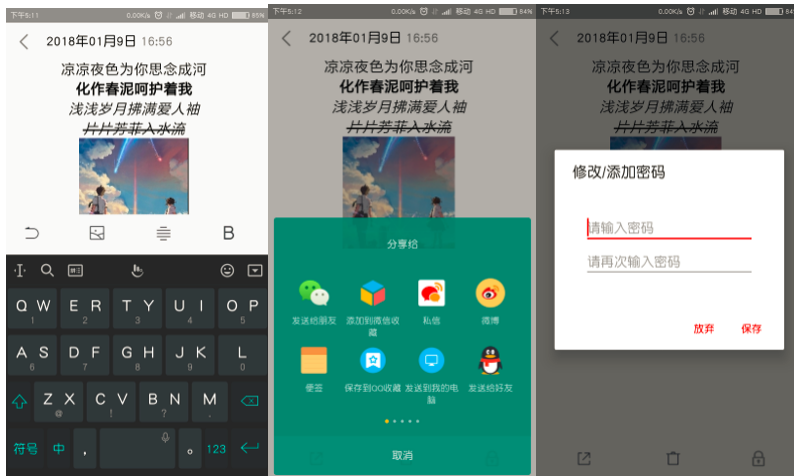 下午5:11
0.00K/s
移动 4G HD
85%
2018年01月9日 16:56
凉凉夜色为你思念成河
化作春泥呵护着我
浅浅岁月拂满爱人袖
片片芳菲入水流
B
Q W E R T Y U I O P
1 2 3 4 5
A S D F G H J K L
6 7 8 9 0
Z X C V B N M
@ ! ? .
符号 中 , 。 123
下午5:12
0.00K/s
移动 4G HD
84%
2018年01月9日 16:56
凉凉夜色为你思念成河
化作春泥呵护着我
浅浅岁月拂满爱人袖
片片芳菲入水流
分享给
发送给朋友 添加到微信收藏 私信 微博
便签 保存到QQ收藏 发送到我的电脑 发送给好友
取消
下午5:13
0.00K/s
移动 4G HD
84%
2018年01月9日 16:56
凉凉夜色为你思念成河
化作春泥呵护着我
浅浅岁月拂满爱人袖
片片芳菲入水流
修改/添加密码
请输入密码
请再次输入密码
放弃 保存